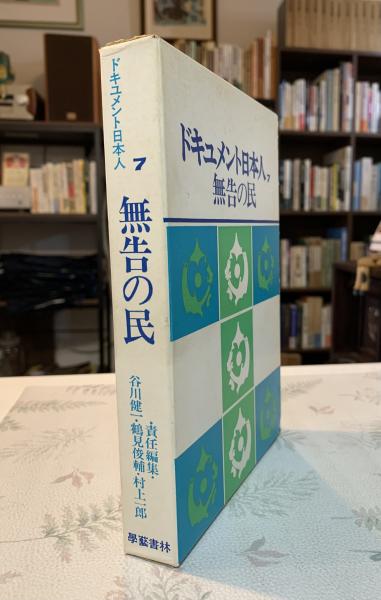 ドキュメント日本人
7
無告の民
責任編集・
谷川健一・鶴見俊輔・村上一郎
學藝書林
ドキュメント日本人7
無告の民